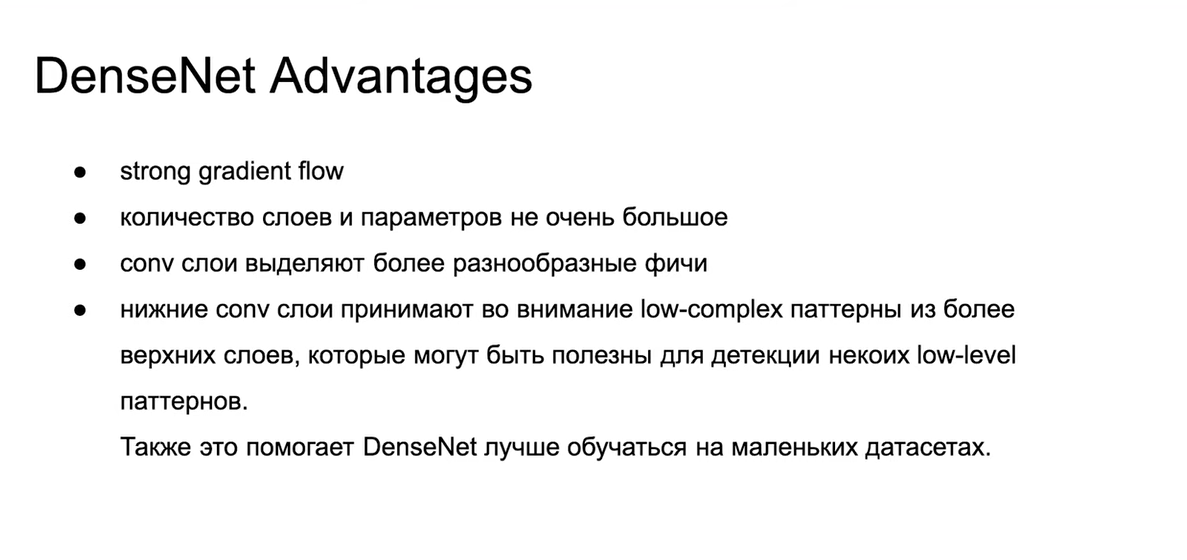 DenseNet Advantages
● strong gradient flow
● количество слоев и параметров не очень большое
● conv слои выделяют более разнообразные фичи
● нижние conv слои принимают во внимание low-complex паттерны из более
верхних слоев, которые могут быть полезны для детекции некоих low-level
паттернов.
Также это помогает DenseNet лучше обучаться на маленьких датасетах.